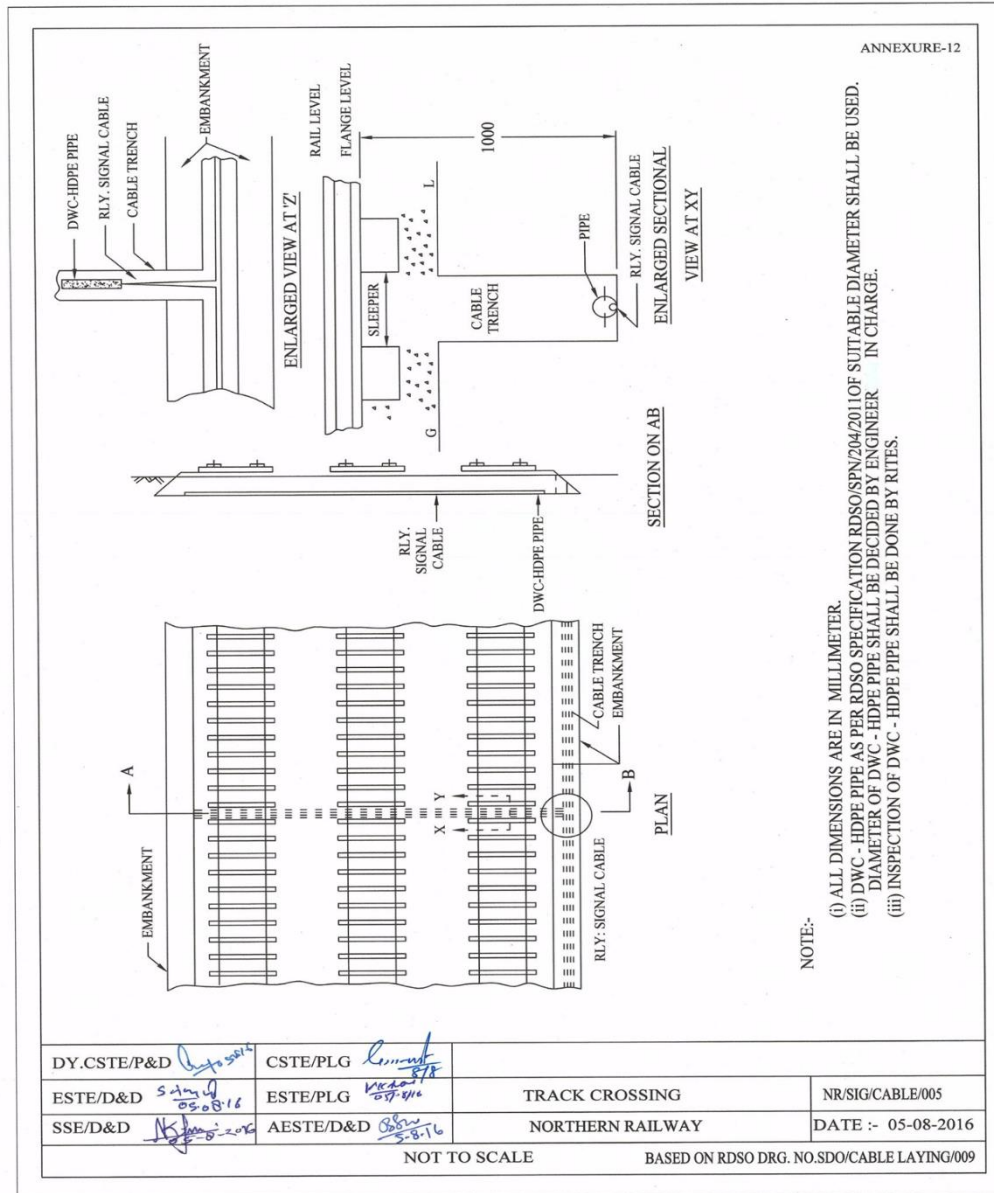 ANNEXURE-12
DWC-HDPE PIPE
RLY. SIGNAL CABLE
CABLE TRENCH
EMBANKMENT
ENLARGED VIEW AT 'Z'
RAIL LEVEL
FLANGE LEVEL
SLEEPER
1000
G
L
CABLE
TRENCH
PIPE
RLY. SIGNAL CABLE
ENLARGED SECTIONAL
VIEW AT XY
RLY.
SIGNAL
CABLE
DWC-HDPE PIPE
SECTION ON AB
EMBANKMENT
A
X
Y
B
RLY: SIGNAL CABLE
CABLE TRENCH
EMBANKMENT
PLAN
NOTE:-
(i) ALL DIMENSIONS ARE IN MILLIMETER.
(ii) DWC - HDPE PIPE AS PER RDSO SPECIFICATION RDSO/SPN/204/2011OF SUITABLE DIAMETER SHALL BE USED.
DIAMETER OF DWC - HDPE PIPE SHALL BE DECIDED BY ENGINEER IN CHARGE.
(iii) INSPECTION OF DWC - HDPE PIPE SHALL BE DONE BY RITES.
DY.CSTE/P&D CSTE/PLG 8/8
ESTE/D&D 05.08.16 ESTE/PLG TRACK CROSSING NR/SIG/CABLE/005
SSE/D&D AESTE/D&D 5-8-16 NORTHERN RAILWAY DATE :- 05-08-2016
NOT TO SCALE BASED ON RDSO DRG. NO.SDO/CABLE LAYING/009